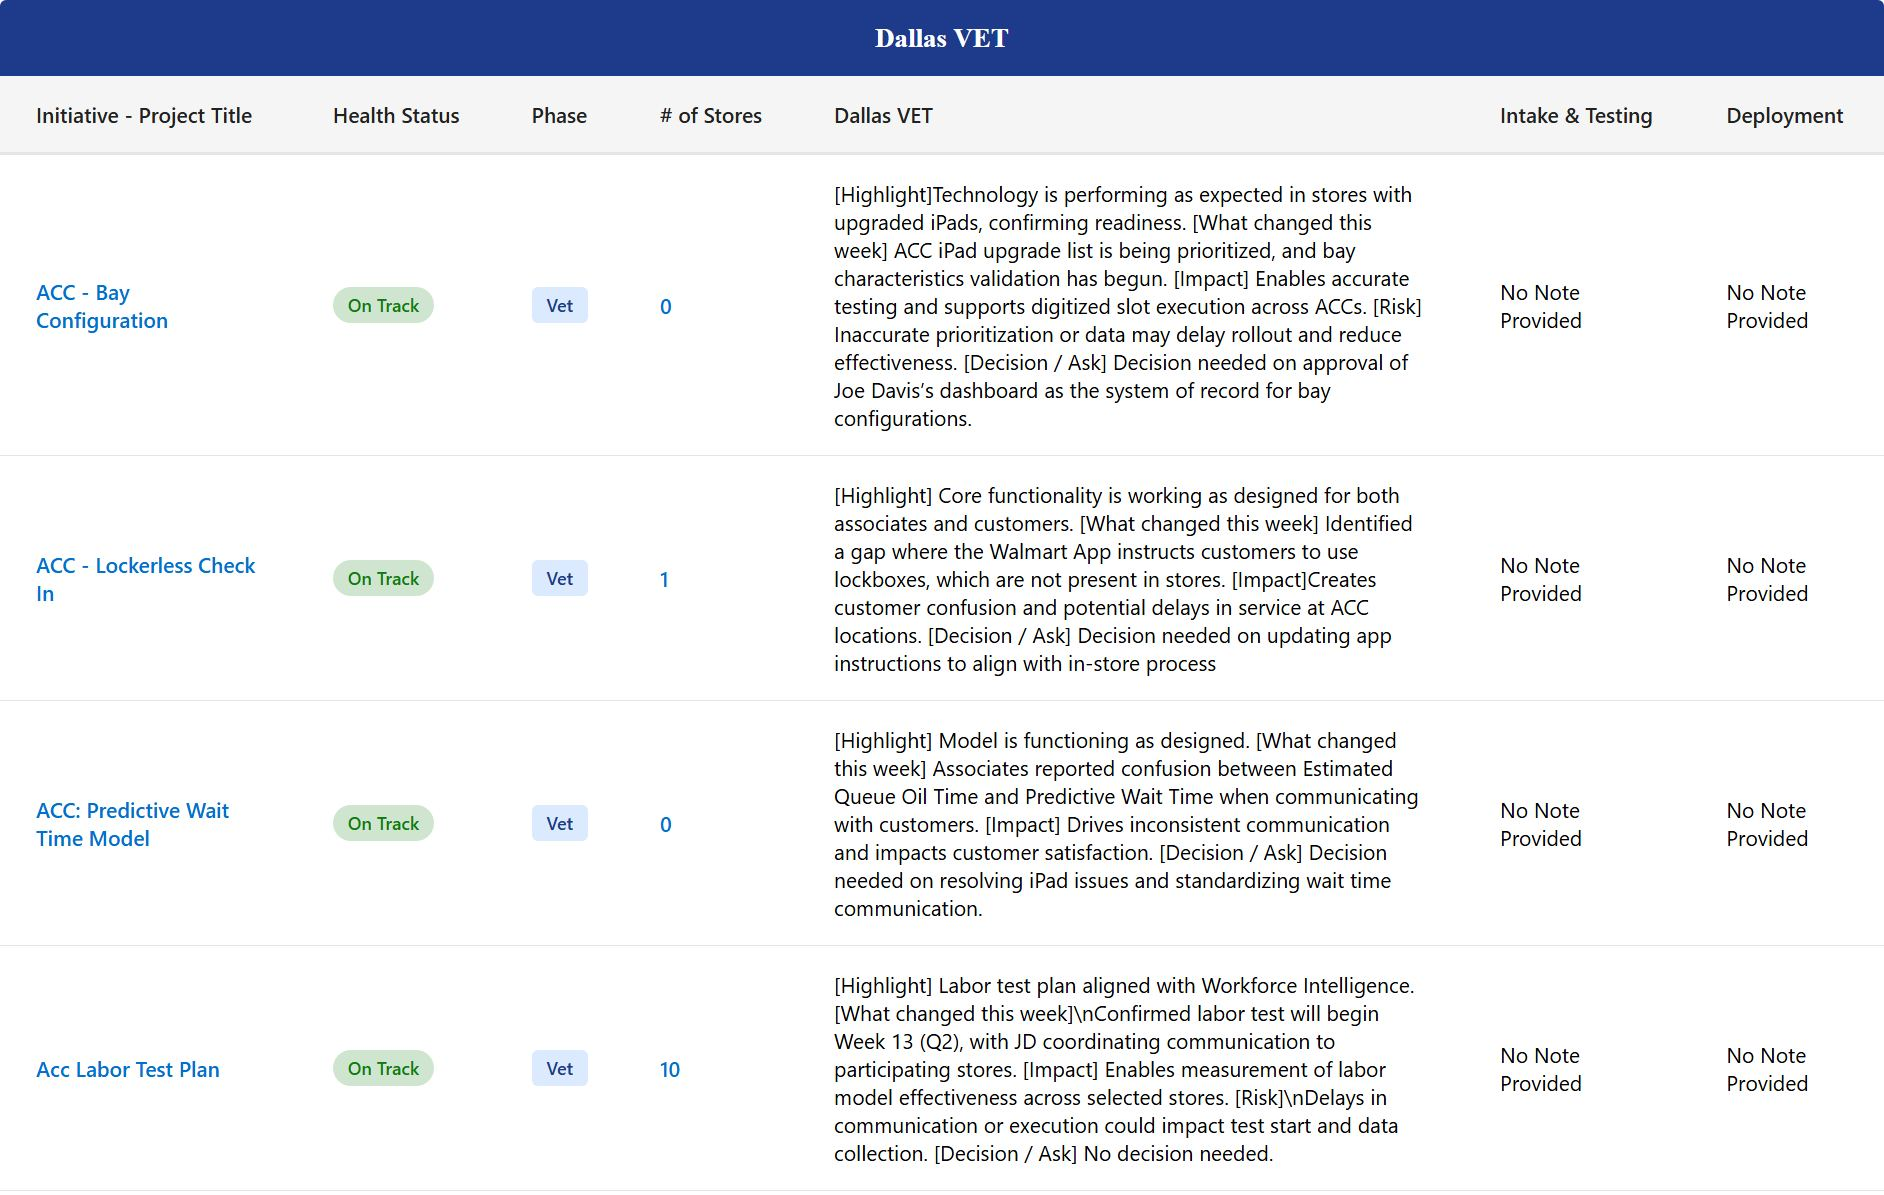 Dallas VET
Initiative - Project Title
Health Status
Phase
# of Stores
Dallas VET
Intake & Testing
Deployment
ACC - Bay
Configuration
On Track
Vet
0
[Highlight]Technology is performing as expected in stores with
upgraded iPads, confirming readiness. [What changed this
week] ACC iPad upgrade list is being prioritized, and bay
characteristics validation has begun. [Impact] Enables accurate
testing and supports digitized slot execution across ACCs. [Risk]
Inaccurate prioritization or data may delay rollout and reduce
effectiveness. [Decision / Ask] Decision needed on approval of
Joe Davis’s dashboard as the system of record for bay
configurations.
No Note
Provided
No Note
Provided
ACC - Lockerless Check
In
On Track
Vet
1
[Highlight] Core functionality is working as designed for both
associates and customers. [What changed this week] Identified
a gap where the Walmart App instructs customers to use
lockboxes, which are not present in stores. [Impact]Creates
customer confusion and potential delays in service at ACC
locations. [Decision / Ask] Decision needed on updating app
instructions to align with in-store process
No Note
Provided
No Note
Provided
ACC: Predictive Wait
Time Model
On Track
Vet
0
[Highlight] Model is functioning as designed. [What changed
this week] Associates reported confusion between Estimated
Queue Oil Time and Predictive Wait Time when communicating
with customers. [Impact] Drives inconsistent communication
and impacts customer satisfaction. [Decision / Ask] Decision
needed on resolving iPad issues and standardizing wait time
communication.
No Note
Provided
No Note
Provided
Acc Labor Test Plan
On Track
Vet
10
[Highlight] Labor test plan aligned with Workforce Intelligence.
[What changed this week]\nConfirmed labor test will begin
Week 13 (Q2), with JD coordinating communication to
participating stores. [Impact] Enables measurement of labor
model effectiveness across selected stores. [Risk]\nDelays in
communication or execution could impact test start and data
collection. [Decision / Ask] No decision needed.
No Note
Provided
No Note
Provided